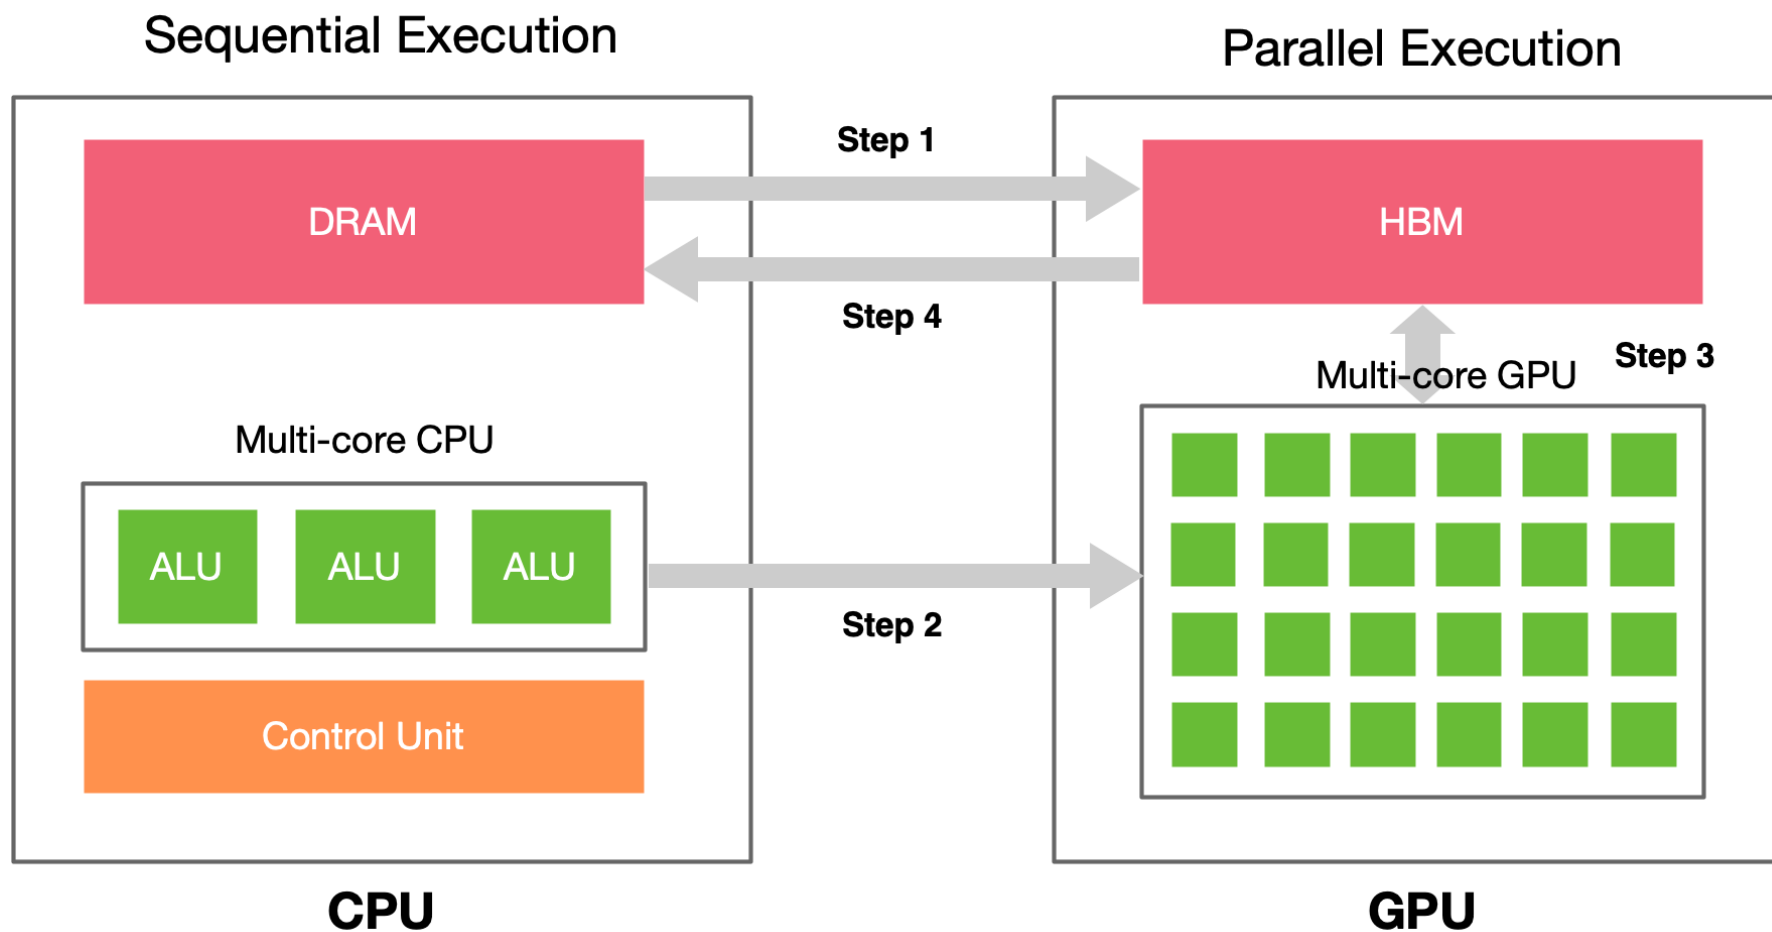 Sequential Execution
Parallel Execution
Step 1
DRAM
HBM
Step 4
Step 3
Multi-core GPU
Multi-core CPU
ALU ALU ALU
Step 2
Control Unit
CPU
GPU